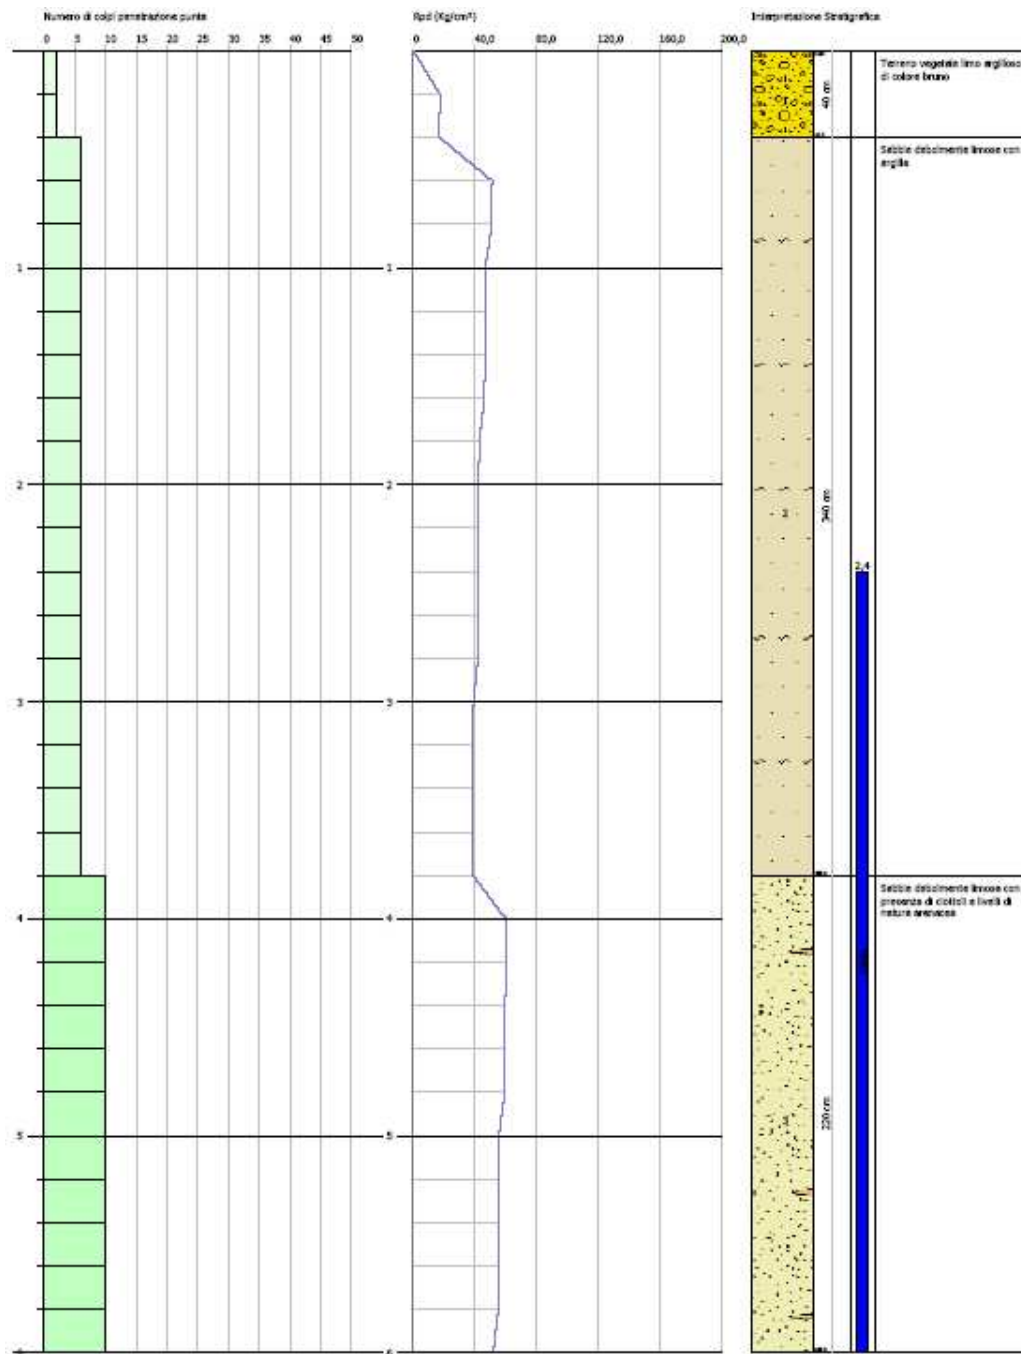 Numero di colpi penetrazione punta
Rpd (Kg/cm²)
Interpretazione Stratigrafica
0 5 10 15 20 25 30 35 40 45 50
0 40,0 80,0 120,0 160,0 200,0
Terreno vegetale limo argilloso
di colore bruno
40 cm
Sabbie debolmente limose con
argilla
1 1
2 2
340 cm
2,4
3 3
Sabbie debolmente limose con
presenza di ciottoli e livelli di
natura arenacea
4 4
220 cm
5 5